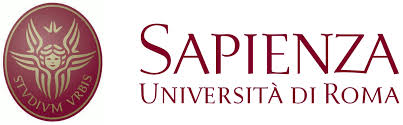 STVDIVM VRBIS
SAPIENZA
UNIVERSITÀ DI ROMA